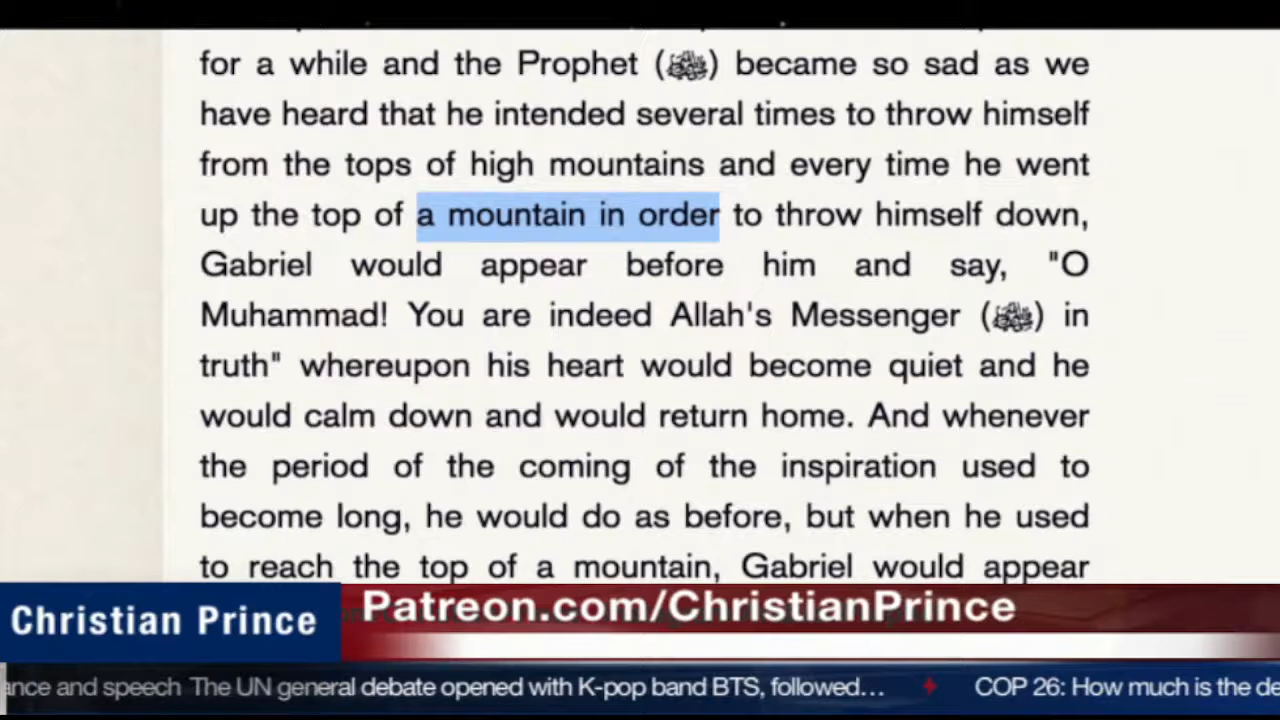 for a while and the Prophet (ﷺ) became so sad as we
have heard that he intended several times to throw himself
from the tops of high mountains and every time he went
up the top of a mountain in order to throw himself down,
Gabriel would appear before him and say, "O
Muhammad! You are indeed Allah's Messenger (ﷺ) in
truth" whereupon his heart would become quiet and he
would calm down and would return home. And whenever
the period of the coming of the inspiration used to
become long, he would do as before, but when he used
to reach the top of a mountain, Gabriel would appear
Christian Prince
Patreon.com/ChristianPrince
ance and speech The UN general debate opened with K-pop band BTS, followed... COP 26: How much is the de